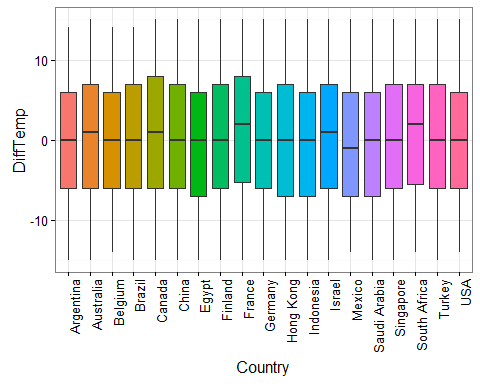 DiffTemp
10
0
-10
Argentina
Australia
Belgium
Brazil
Canada
China
Egypt
Finland
France
Germany
Hong Kong
Indonesia
Israel
Mexico
Saudi Arabia
Singapore
South Africa
Turkey
USA
Country